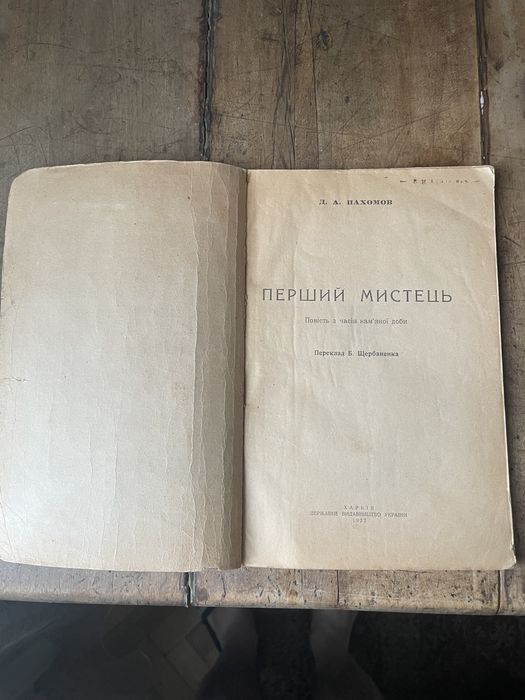 Д. А. ПАХОМОВ
ПЕРШИЙ МИСТЕЦЬ
Повість з часів кам'яної доби
Переклад Б. Щербаненка
ХАРКІВ
ДЕРЖАВНЕ ВИДАВНИЦТВО УКРАЇНИ